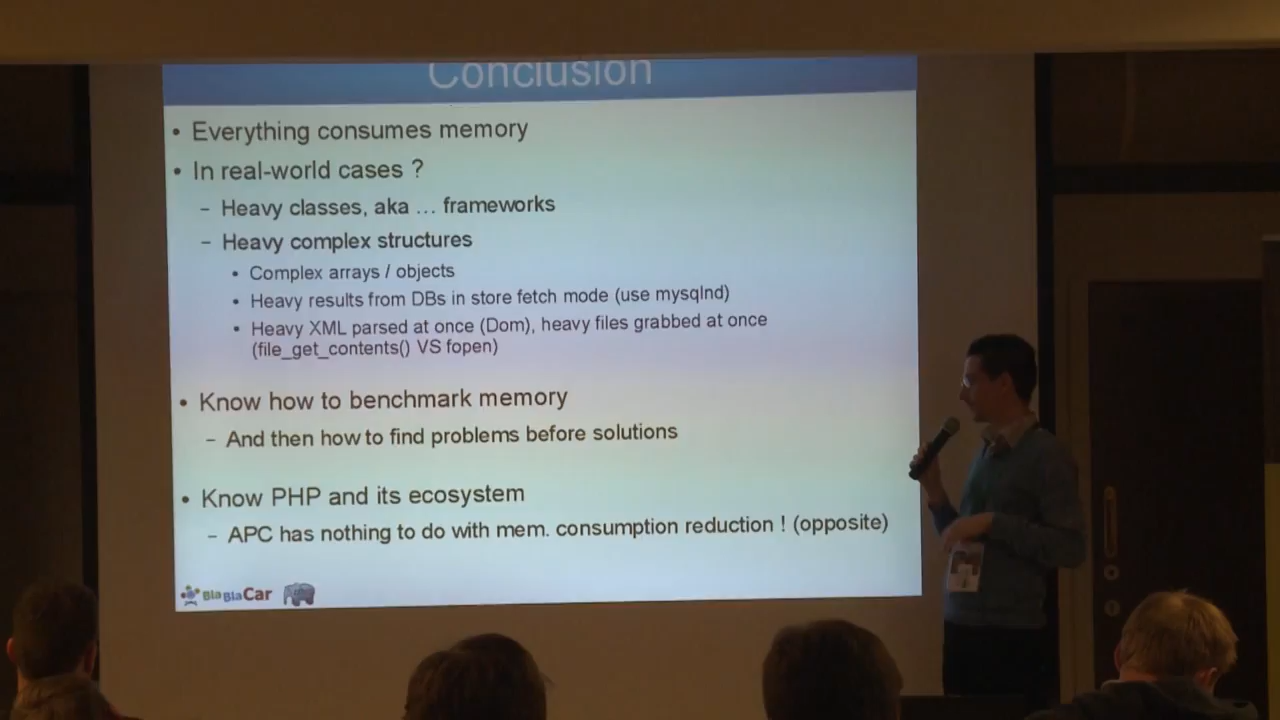 Conclusion
• Everything consumes memory
• In real-world cases ?
– Heavy classes, aka ... frameworks
– Heavy complex structures
• Complex arrays / objects
• Heavy results from DBs in store fetch mode (use mysqlnd)
• Heavy XML parsed at once (Dom), heavy files grabbed at once
(file_get_contents() VS fopen)
• Know how to benchmark memory
– And then how to find problems before solutions
• Know PHP and its ecosystem
– APC has nothing to do with mem. consumption reduction ! (opposite)
BlaBlaCar